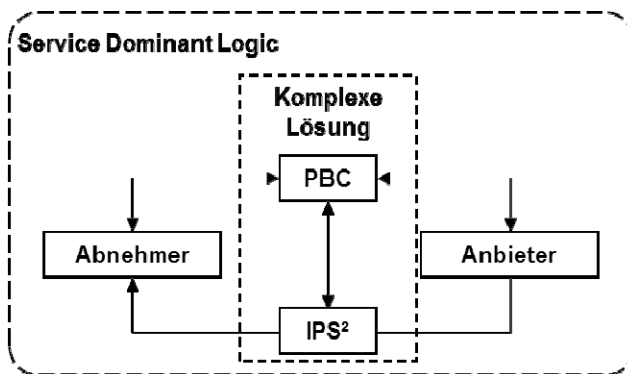 Service Dominant Logic
Komplexe
Lösung
PBC
Abnehmer
Anbieter
IPS²